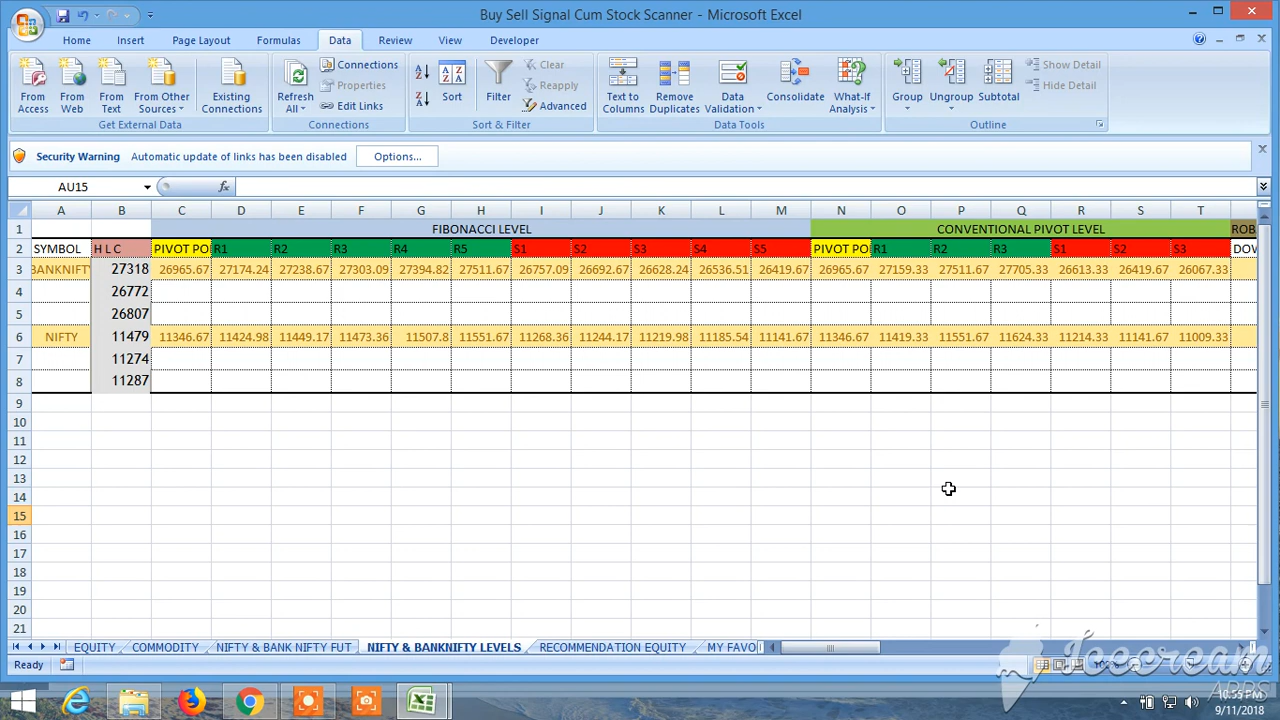 Buy Sell Signal Cum Stock Scanner - Microsoft Excel
Home Insert Page Layout Formulas Data Review View Developer
From Access From Web From Text From Other Sources Existing Connections Refresh All Connections Properties Edit Links Sort Filter Clear Reapply Advanced Text to Columns Remove Duplicates Data Validation Consolidate What-If Analysis Group Ungroup Subtotal Show Detail Hide Detail
Get External Data Connections Sort & Filter Data Tools Outline
Security Warning Automatic update of links has been disabled Options...
AU15 fx
A B C D E F G H I J K L M N O P Q R S T
1 FIBONACCI LEVEL CONVENTIONAL PIVOT LEVEL ROB
2 SYMBOL H L C PIVOT PO R1 R2 R3 R4 R5 S1 S2 S3 S4 S5 PIVOT PO R1 R2 R3 S1 S2 S3 DOV
3 BANKNIFTY 27318 26965.67 27174.24 27238.67 27303.09 27394.82 27511.67 26757.09 26692.67 26628.24 26536.51 26419.67 26965.67 27159.33 27511.67 27705.33 26613.33 26419.67 26067.33
4 26772
5 26807
6 NIFTY 11479 11346.67 11424.98 11449.17 11473.36 11507.8 11551.67 11268.36 11244.17 11219.98 11185.54 11141.67 11346.67 11419.33 11551.67 11624.33 11214.33 11141.67 11009.33
7 11274
8 11287
9
10
11
12
13
14
15
16
17
18
19
20
21
EQUITY COMMODITY NIFTY & BANK NIFTY FUT NIFTY & BANKNIFTY LEVELS RECOMMENDATION EQUITY MY FAVO
Ready
Icecream
APPS
10:55 PM
9/11/2018